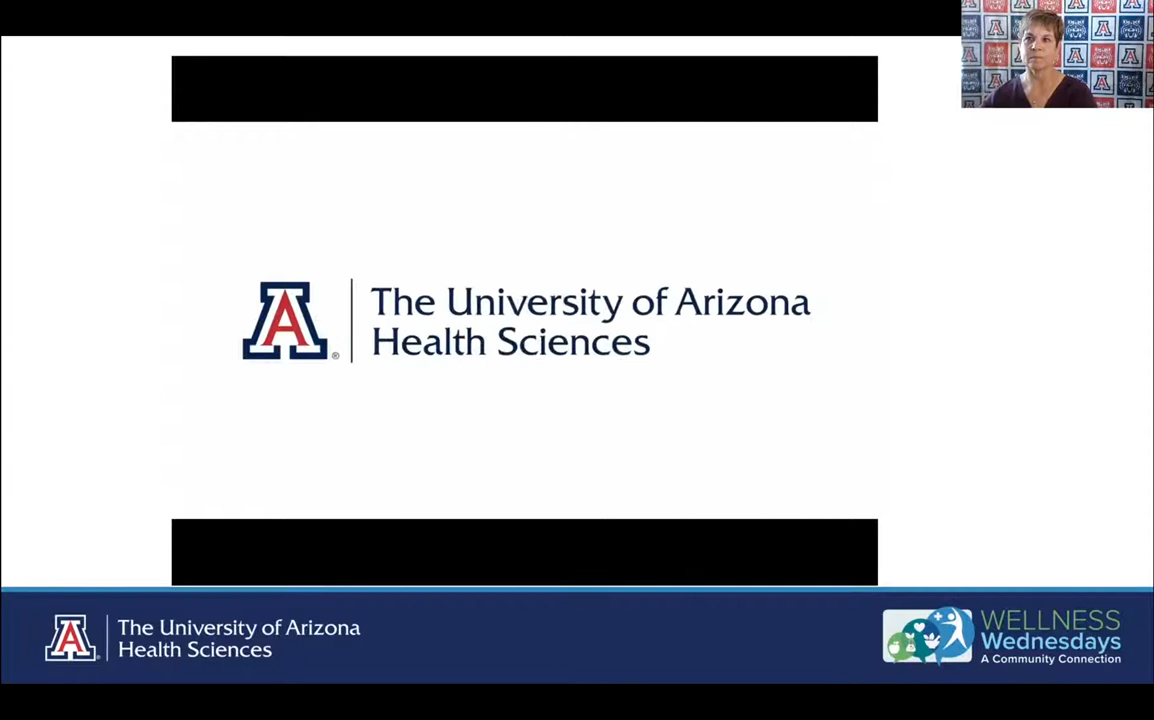 The University of Arizona
Health Sciences
The University of Arizona
Health Sciences
WELLNESS
Wednesdays
A Community Connection